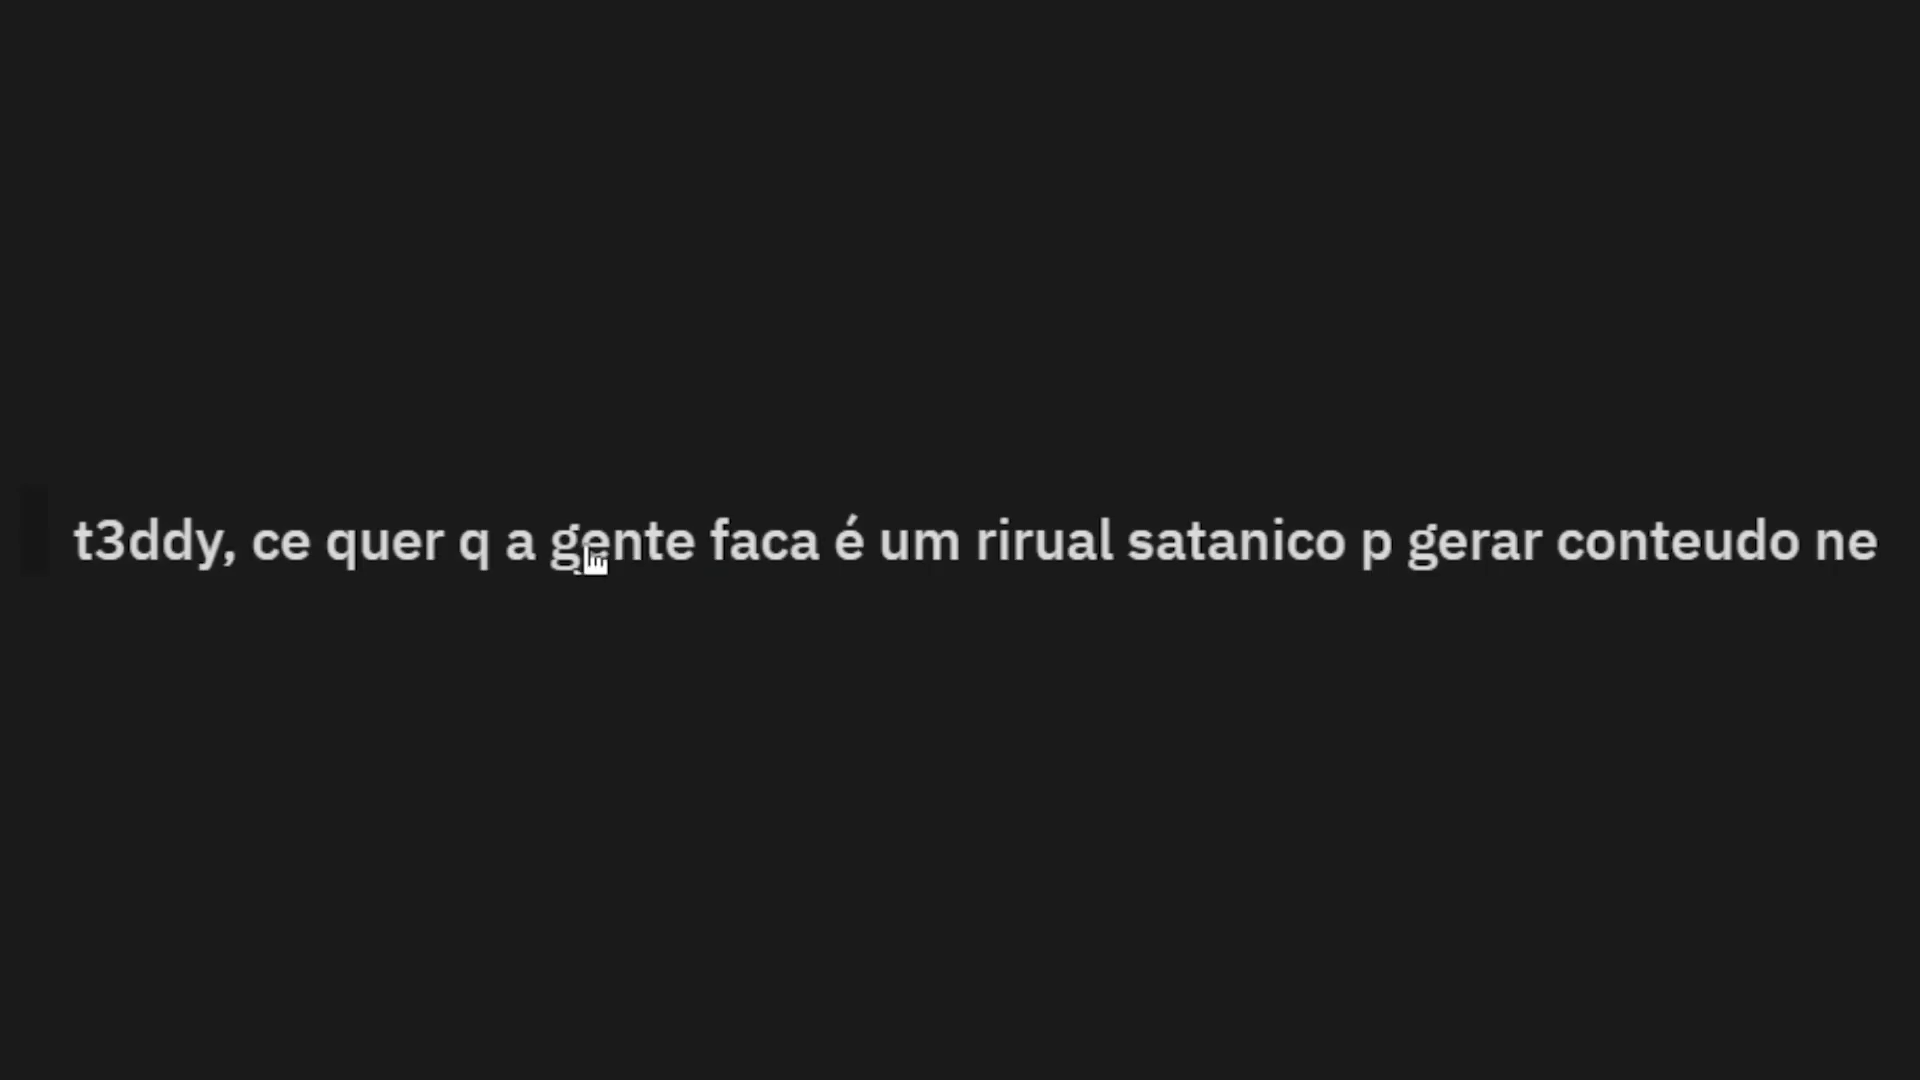 t3ddy, ce quer q a gente faca é um rirual satanico p gerar conteudo ne